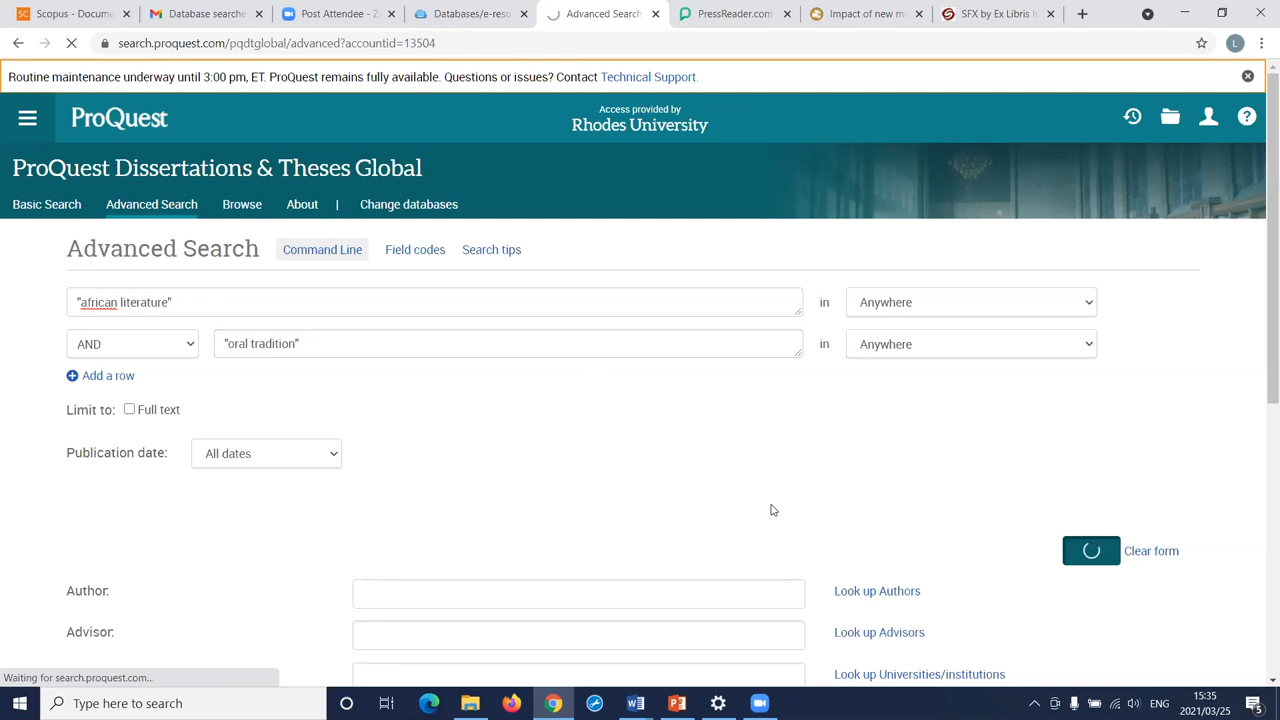 Scopus - Docume
Database searche
Post Attendee - Z
Databases/e-reso
Advanced Search
PressReader.com
Impact of new me
SFX by Ex Libris I
search.proquest.com/pqdtglobal/advanced?accountid=13504
L
Routine maintenance underway until 3:00 pm, ET. ProQuest remains fully available. Questions or issues? Contact Technical Support.
ProQuest
Access provided by
Rhodes University
ProQuest Dissertations & Theses Global
Basic Search
Advanced Search
Browse
About
|
Change databases
Advanced Search
Command Line
Field codes
Search tips
"african literature"
in
Anywhere
AND
"oral tradition"
in
Anywhere
Add a row
Limit to:
Full text
Publication date:
All dates
Clear form
Author:
Look up Authors
Advisor:
Look up Advisors
Look up Universities/institutions
Waiting for search.proquest.com...
Type here to search
ENG
15:35
2021/03/25
5